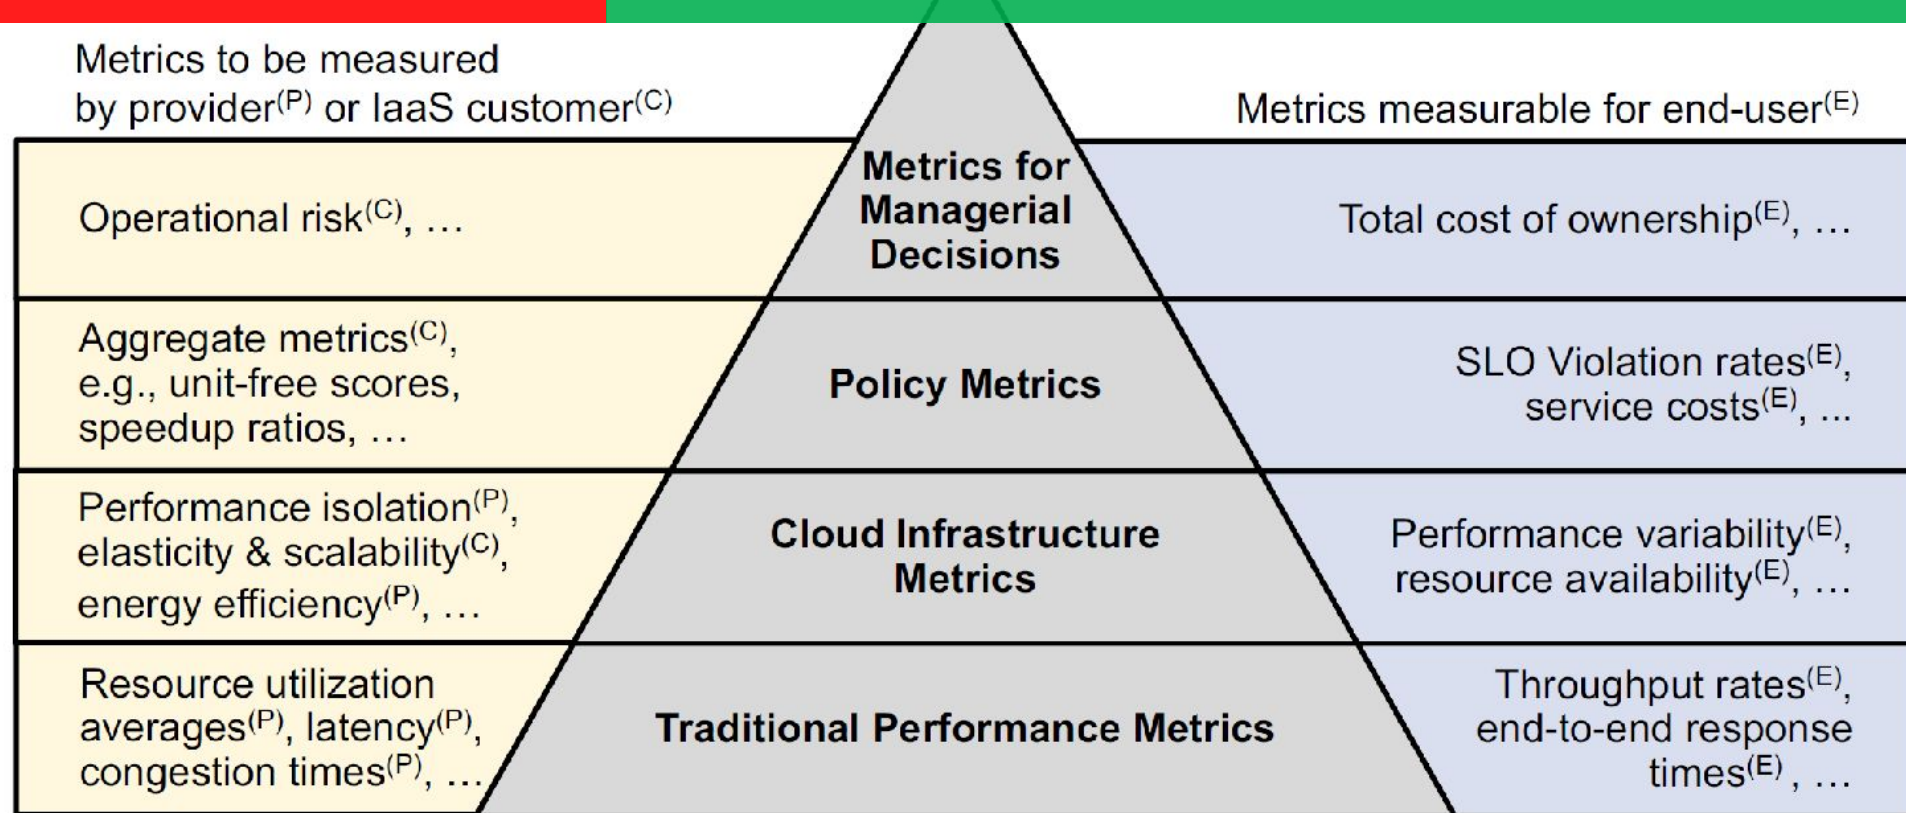 Metrics to be measured
by provider(P) or IaaS customer(C)
Metrics measurable for end-user(E)
Operational risk(C), …
Metrics for
Managerial
Decisions
Total cost of ownership(E), …
Aggregate metrics(C),
e.g., unit-free scores,
speedup ratios, …
Policy Metrics
SLO Violation rates(E),
service costs(E), ...
Performance isolation(P),
elasticity & scalability(C),
energy efficiency(P), …
Cloud Infrastructure
Metrics
Performance variability(E),
resource availability(E), …
Resource utilization
averages(P), latency(P),
congestion times(P), …
Traditional Performance Metrics
Throughput rates(E),
end-to-end response
times(E) , …